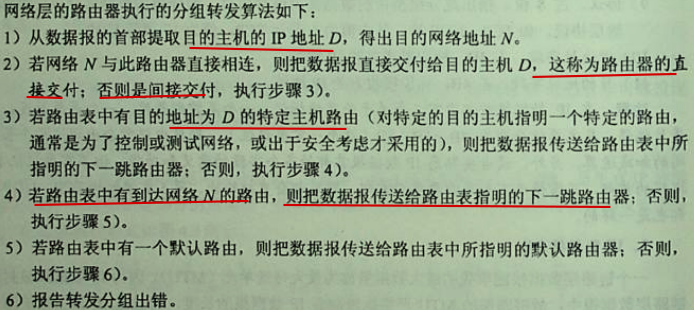 网络层的路由器执行的分组转发算法如下:
1)从数据报的首部提取目的主机的 IP 地址 D,得出目的网络地址 N。
2)若网络 N 与此路由器直接相连,则把数据报直接交付给目的主机 D,这称为路由器的直
接交付;否则是间接交付,执行步骤 3)。
3)若路由表中有目的地址为 D 的特定主机路由(对特定的目的主机指明一个特定的路由,
通常是为了控制或测试网络,或出于安全考虑才采用的),则把数据报传送给路由表中所
指明的下一跳路由器;否则,执行步骤 4)。
4)若路由表中有到达网络 N 的路由,则把数据报传送给路由表指明的下一跳路由器;否则,
执行步骤 5)。
5)若路由表中有一个默认路由,则把数据报传送给路由表中所指明的默认路由器;否则,
执行步骤 6)。
6)报告转发分组出错。